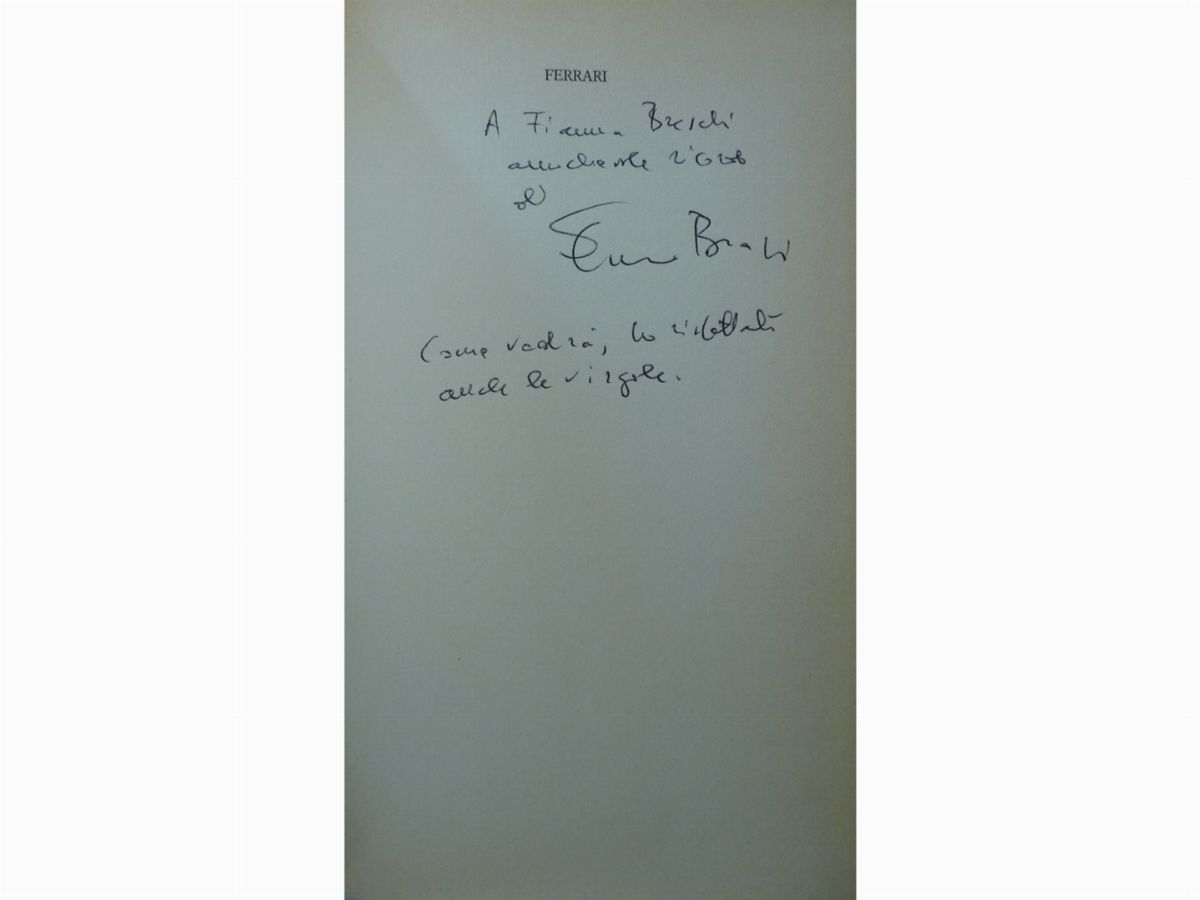 FERRARI
A Fiamma Breschi
amichevole ricordo
di
Enzo Biagi
Come vedrà, ho rispettato
anche le virgole.